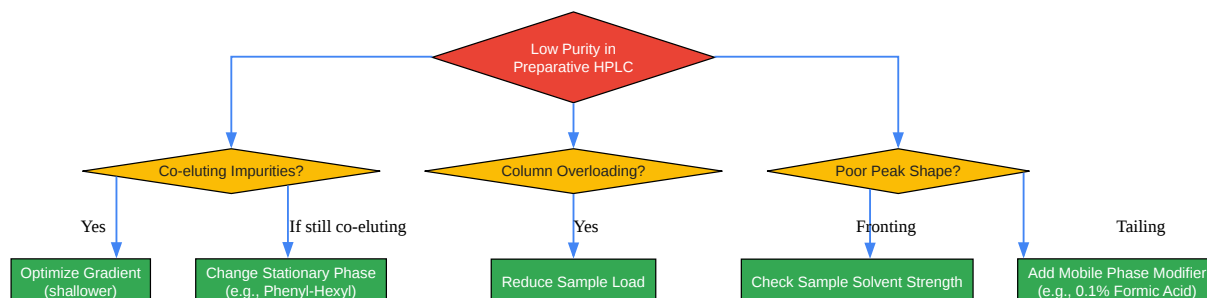 Low Purity in
Preparative HPLC
Co-eluting Impurities?
Column Overloading?
Poor Peak Shape?
Yes
If still co-eluting
Yes
Fronting
Tailing
Optimize Gradient
(shallower)
Change Stationary Phase
(e.g., Phenyl-Hexyl)
Reduce Sample Load
Check Sample Solvent Strength
Add Mobile Phase Modifier
(e.g., 0.1% Formic Acid)